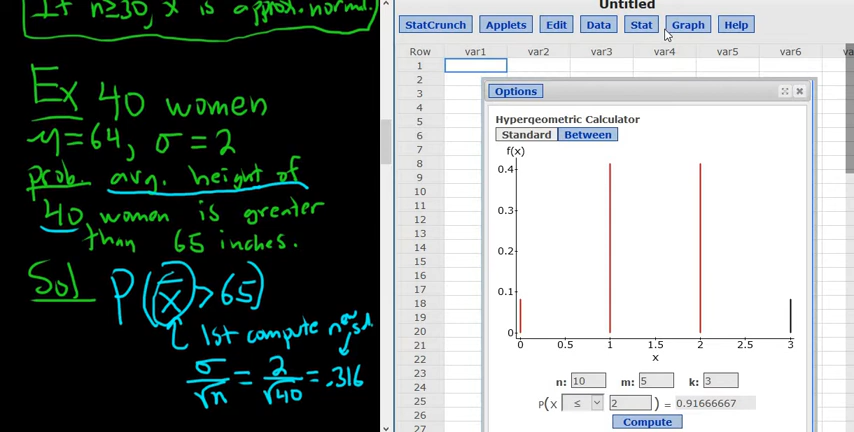 If n≥30, x̄ is approx. normal.
Ex 40 women
μ=64, σ=2
prob. avg. height of
40 women is greater
than 65 inches.
Sol P(x̄>65)
1st compute new s.d.
σ/√n = 2/√40 = .316
Untitled
StatCrunch Applets Edit Data Stat Graph Help
Row var1 var2 var3 var4 var5 var6
1
2
3
4
5
6
7
8
9
10
11
12
13
14
15
16
17
18
19
20
21
22
23
24
25
26
27
Options
Hypergeometric Calculator
Standard Between
f(x)
0.4
0.3
0.2
0.1
0
0 0.5 1 1.5 2 2.5 3
x
n: 10 m: 5 k: 3
P(X ≤ 2) = 0.91666667
Compute